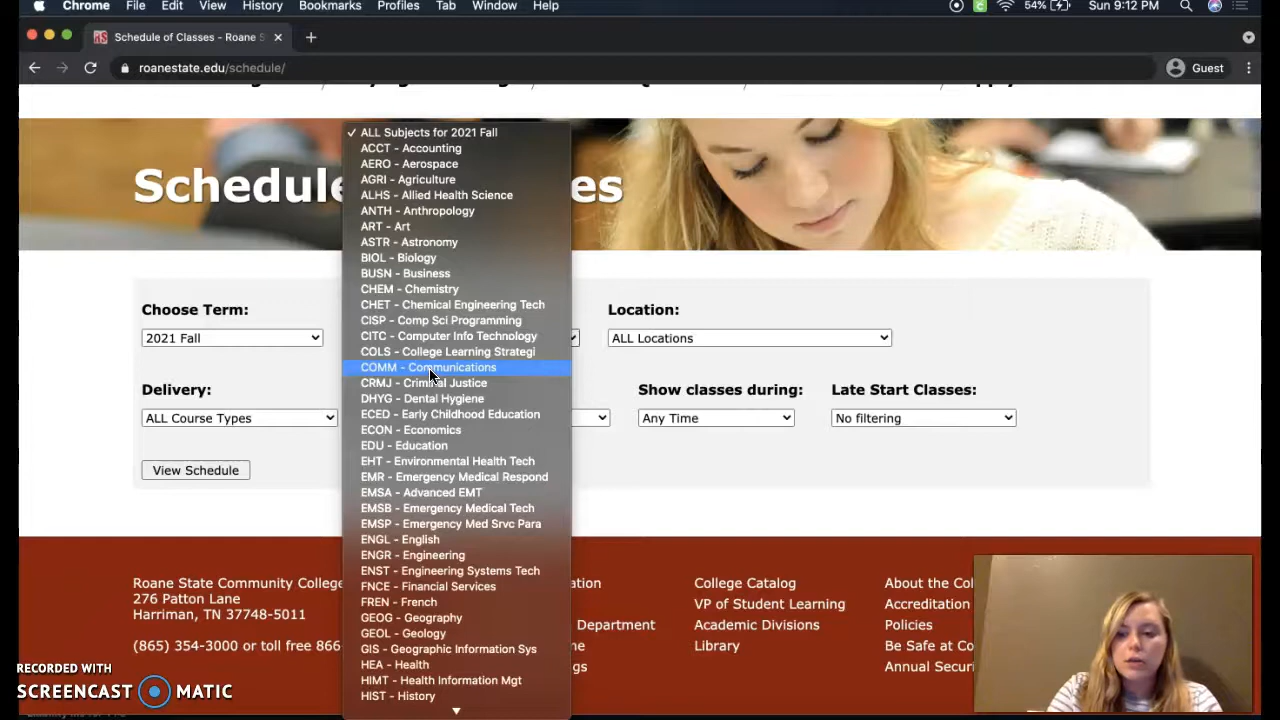 Chrome File Edit View History Bookmarks Profiles Tab Window Help 54% Sun 9:12 PM
Schedule of Classes - Roane S
roanestate.edu/schedule/ Guest
Schedule
es
ALL Subjects for 2021 Fall
ACCT - Accounting
AERO - Aerospace
AGRI - Agriculture
ALHS - Allied Health Science
ANTH - Anthropology
ART - Art
ASTR - Astronomy
BIOL - Biology
BUSN - Business
CHEM - Chemistry
CHET - Chemical Engineering Tech
CISP - Comp Sci Programming
CITC - Computer Info Technology
COLS - College Learning Strategi
COMM - Communications
CRMJ - Criminal Justice
DHYG - Dental Hygiene
ECED - Early Childhood Education
ECON - Economics
EDU - Education
EHT - Environmental Health Tech
EMR - Emergency Medical Respond
EMSA - Advanced EMT
EMSB - Emergency Medical Tech
EMSP - Emergency Med Srvc Para
ENGL - English
ENGR - Engineering
ENST - Engineering Systems Tech
FNCE - Financial Services
FREN - French
GEOG - Geography
GEOL - Geology
GIS - Geographic Information Sys
HEA - Health
HIMT - Health Information Mgt
HIST - History
Choose Term:
2021 Fall
Location:
ALL Locations
Delivery:
ALL Course Types
Show classes during:
Any Time
Late Start Classes:
No filtering
View Schedule
Roane State Community College
276 Patton Lane
Harriman, TN 37748-5011
(865) 354-3000 or toll free 866
ation
Department
ne
gs
College Catalog
VP of Student Learning
Academic Divisions
Library
About the Col
Accreditation
Policies
Be Safe at Co
Annual Securi
RECORDED WITH
SCREENCAST MATIC